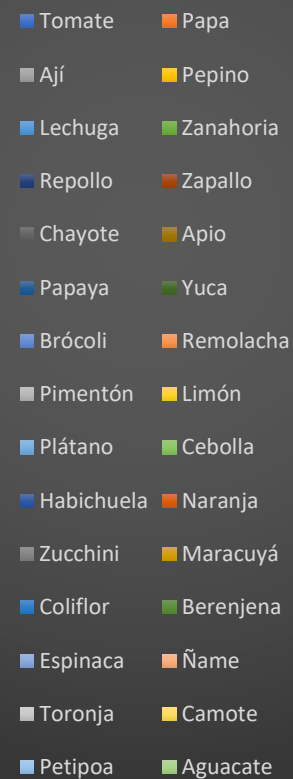 Tomate Papa
Ají Pepino
Lechuga Zanahoria
Repollo Zapallo
Chayote Apio
Papaya Yuca
Brócoli Remolacha
Pimentón Limón
Plátano Cebolla
Habichuela Naranja
Zucchini Maracuyá
Coliflor Berenjena
Espinaca Ñame
Toronja Camote
Petipoa Aguacate